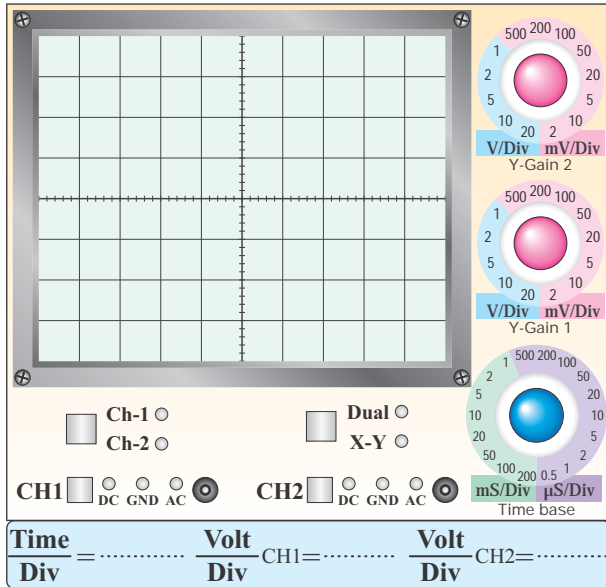 500 200 100
1 50
2 20
5 5
10 10
20 2
V/Div mV/Div
Y-Gain 2
500 200 100
1 50
2 20
5 5
10 10
20 2
V/Div mV/Div
Y-Gain 1
1 500 200 100
2 50
5 20
10 10
20 5
50 2
100 200 0.5 1
mS/Div µS/Div
Time base
Ch-1
Ch-2
Dual
X-Y
CH1 DC GND AC
CH2 DC GND AC
Time/Div = ............ Volt/Div CH1=............ Volt/Div CH2=............